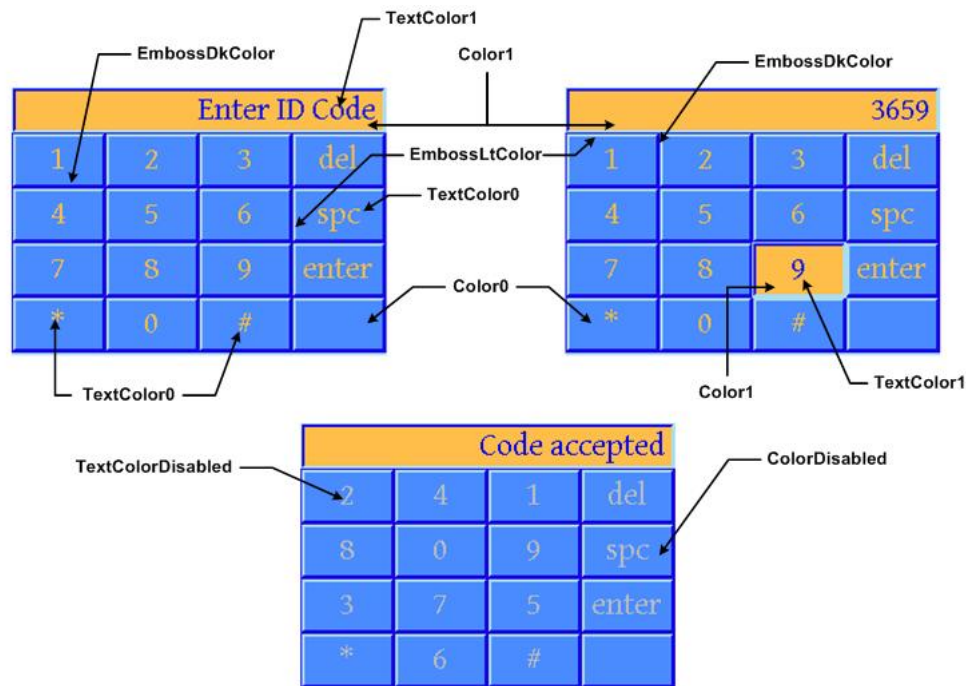 TextColor1
EmbossDkColor
Color1
EmbossDkColor
Enter ID Code
3659
1 2 3 del
1 2 3 del
EmbossLtColor
TextColor0
4 5 6 spc
4 5 6 spc
7 8 9 enter
7 8 9 enter
Color0
* 0 #
* 0 #
TextColor0
Color1
TextColor1
Code accepted
TextColorDisabled
ColorDisabled
2 4 1 del
8 0 9 spc
3 7 5 enter
* 6 #